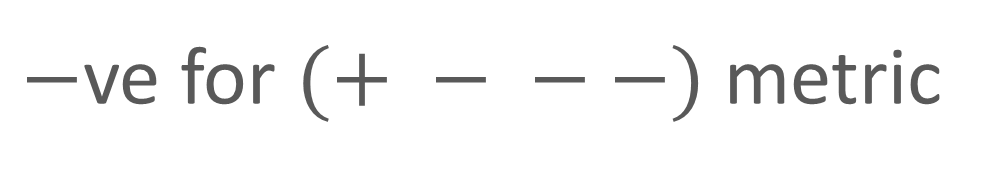 −ve for (+ − − −) metric